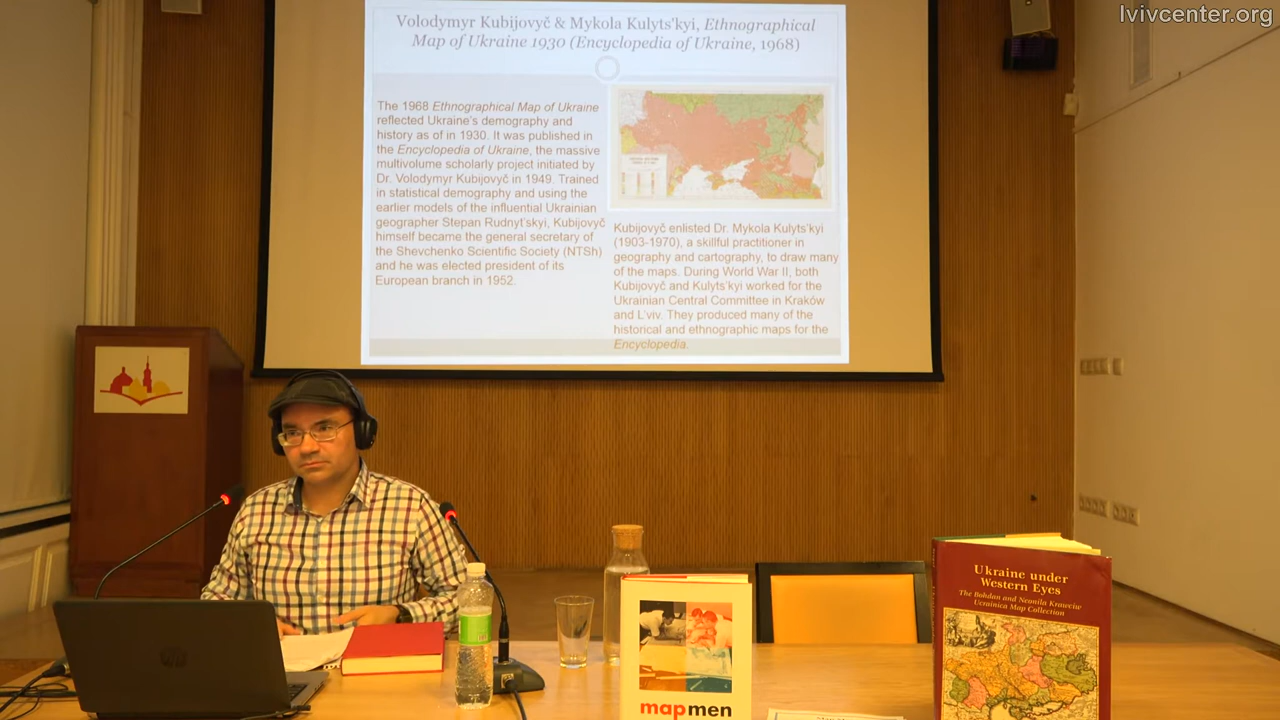 lvivcenter.org
Volodymyr Kubijovyč & Mykola Kulyts'kyi, Ethnographical
Map of Ukraine 1930 (Encyclopedia of Ukraine, 1968)
The 1968 Ethnographical Map of Ukraine
reflected Ukraine's demography and
history as of in 1930. It was published in
the Encyclopedia of Ukraine, the massive
multivolume scholarly project initiated by
Dr. Volodymyr Kubijovyč in 1949. Trained
in statistical demography and using the
earlier models of the influential Ukrainian
geographer Stepan Rudnyt'skyi, Kubijovyč
himself became the general secretary of
the Shevchenko Scientific Society (NTSh)
and he was elected president of its
European branch in 1952.
Kubijovyč enlisted Dr. Mykola Kulyts'kyi
(1903-1970), a skillful practitioner in
geography and cartography, to draw many
of the maps. During World War II, both
Kubijovyč and Kulyts'kyi worked for the
Ukrainian Central Committee in Kraków
and L'viv. They produced many of the
historical and ethnographic maps for the
Encyclopedia.
mapmen
Ukraine under
Western Eyes
The Bohdan and Neonila Krawciw
Ucrainica Map Collection